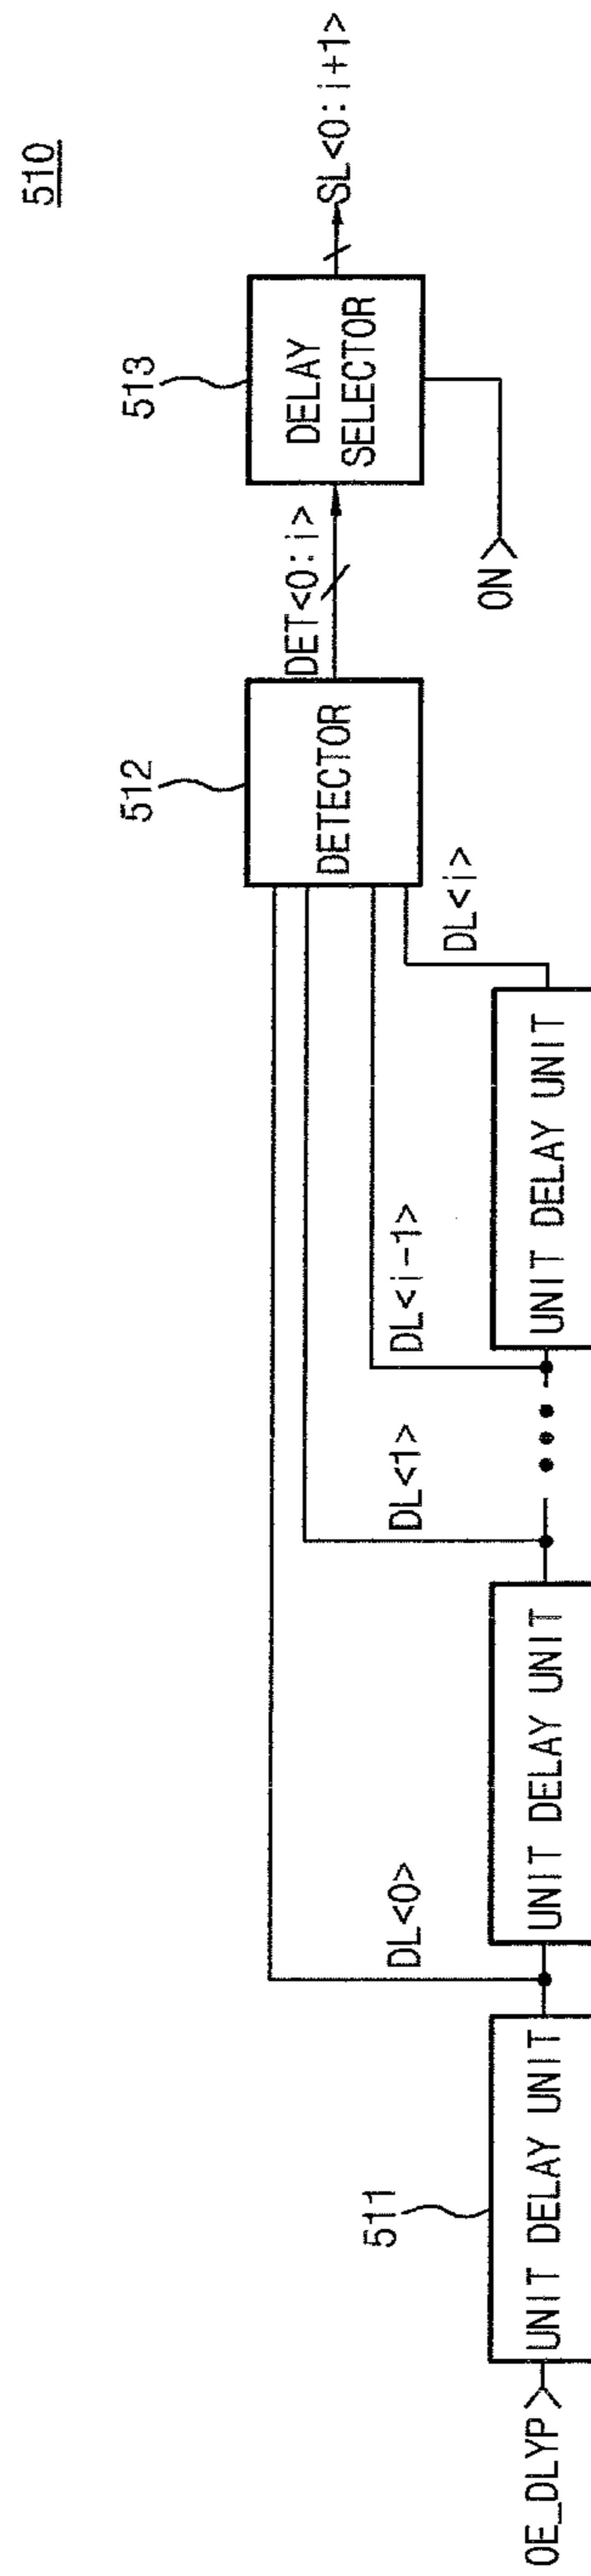 510
OE_DLYP
511
UNIT DELAY UNIT
DL<0>
UNIT DELAY UNIT
DL<1>
DL<i-1>
UNIT DELAY UNIT
DL<i>
512
DETECTOR
DET<0:i>
513
DELAY
SELECTOR
ON
SL<0:i+1>